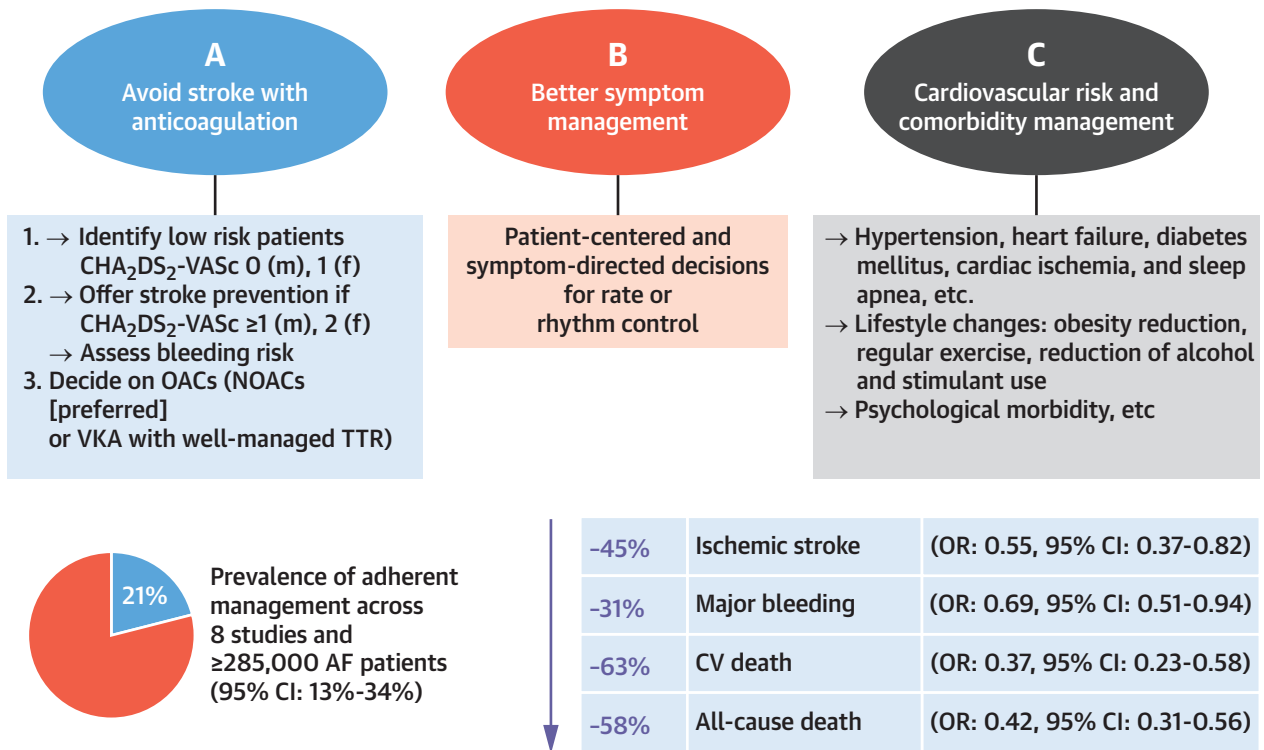 A
Avoid stroke with
anticoagulation
B
Better symptom
management
C
Cardiovascular risk and
comorbidity management
1. → Identify low risk patients
CHA₂DS₂-VASc 0 (m), 1 (f)
2. → Offer stroke prevention if
CHA₂DS₂-VASc ≥1 (m), 2 (f)
→ Assess bleeding risk
3. Decide on OACs (NOACs
[preferred]
or VKA with well-managed TTR)
Patient-centered and
symptom-directed decisions
for rate or
rhythm control
→ Hypertension, heart failure, diabetes
mellitus, cardiac ischemia, and sleep
apnea, etc.
→ Lifestyle changes: obesity reduction,
regular exercise, reduction of alcohol
and stimulant use
→ Psychological morbidity, etc
21%
Prevalence of adherent
management across
8 studies and
≥285,000 AF patients
(95% CI: 13%-34%)
-45% Ischemic stroke (OR: 0.55, 95% CI: 0.37-0.82)
-31% Major bleeding (OR: 0.69, 95% CI: 0.51-0.94)
-63% CV death (OR: 0.37, 95% CI: 0.23-0.58)
-58% All-cause death (OR: 0.42, 95% CI: 0.31-0.56)